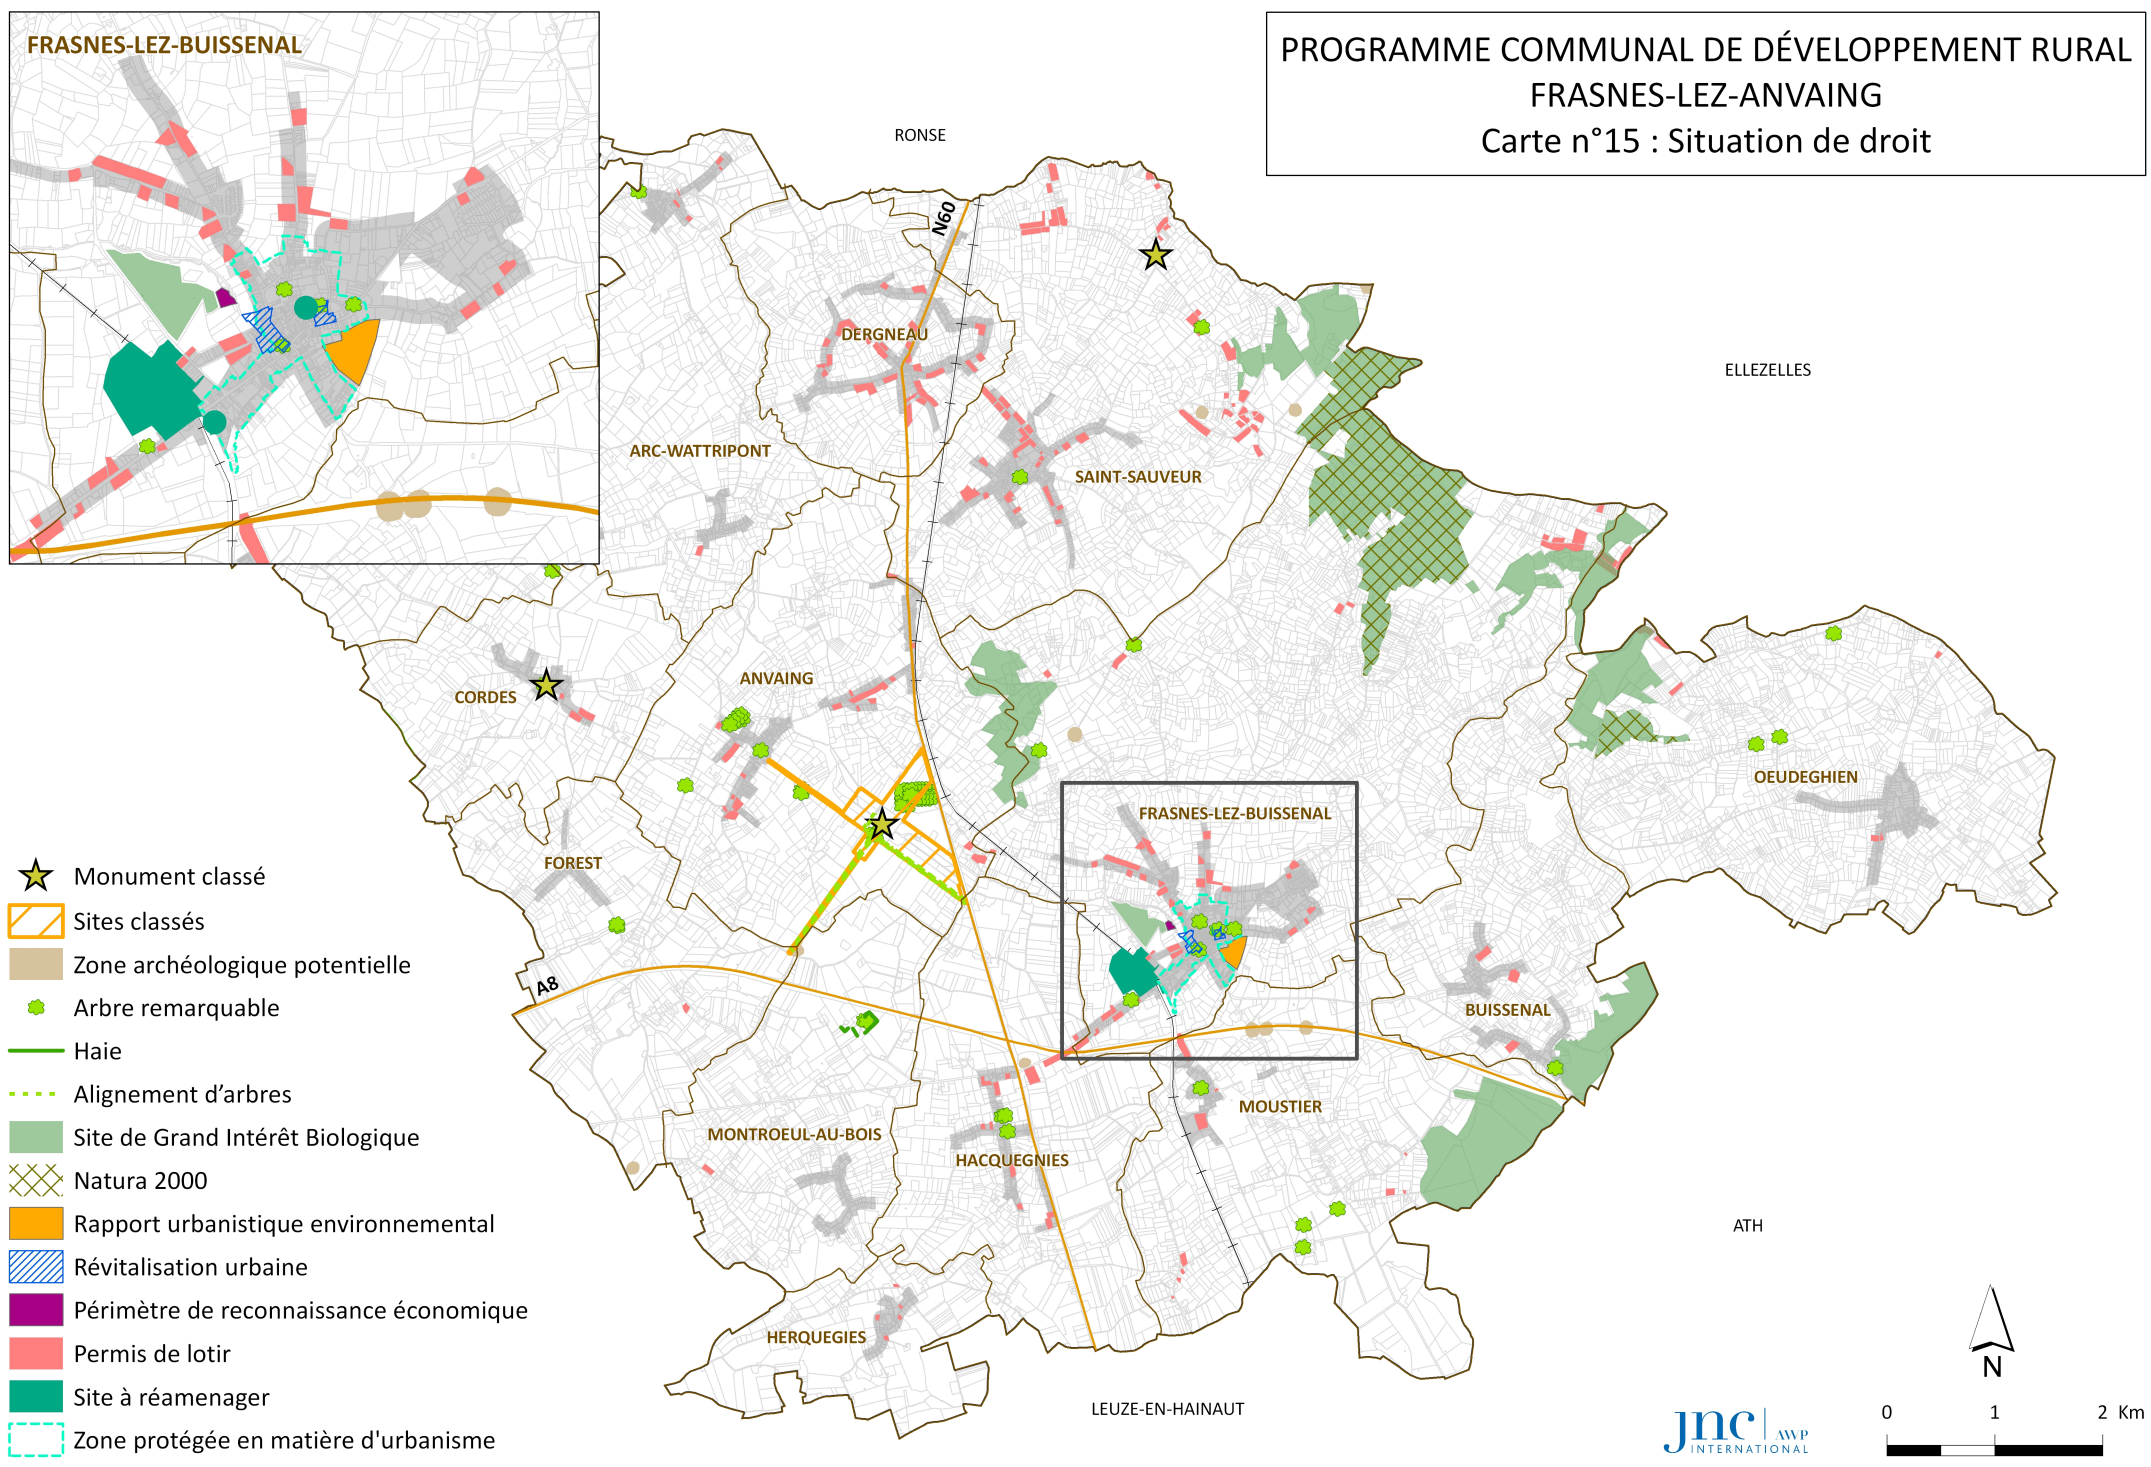 FRASNES-LEZ-BUISSENAL
PROGRAMME COMMUNAL DE DÉVELOPPEMENT RURAL
FRASNES-LEZ-ANVAING
Carte n°15 : Situation de droit
RONSE
N60
DERGNEAU
ELLEZELLES
ARC-WATTRIPONT
SAINT-SAUVEUR
CORDES
ANVAING
OEUDEGHIEN
FRASNES-LEZ-BUISSENAL
FOREST
A8
BUISSENAL
MOUSTIER
MONTROEUL-AU-BOIS
HACQUEGNIES
ATH
HERQUEGIES
LEUZE-EN-HAINAUT
Monument classé
Sites classés
Zone archéologique potentielle
Arbre remarquable
Haie
Alignement d'arbres
Site de Grand Intérêt Biologique
Natura 2000
Rapport urbanistique environnemental
Révitalisation urbaine
Périmètre de reconnaissance économique
Permis de lotir
Site à réamenager
Zone protégée en matière d'urbanisme
N
jnc AWP
INTERNATIONAL
0 1 2 Km